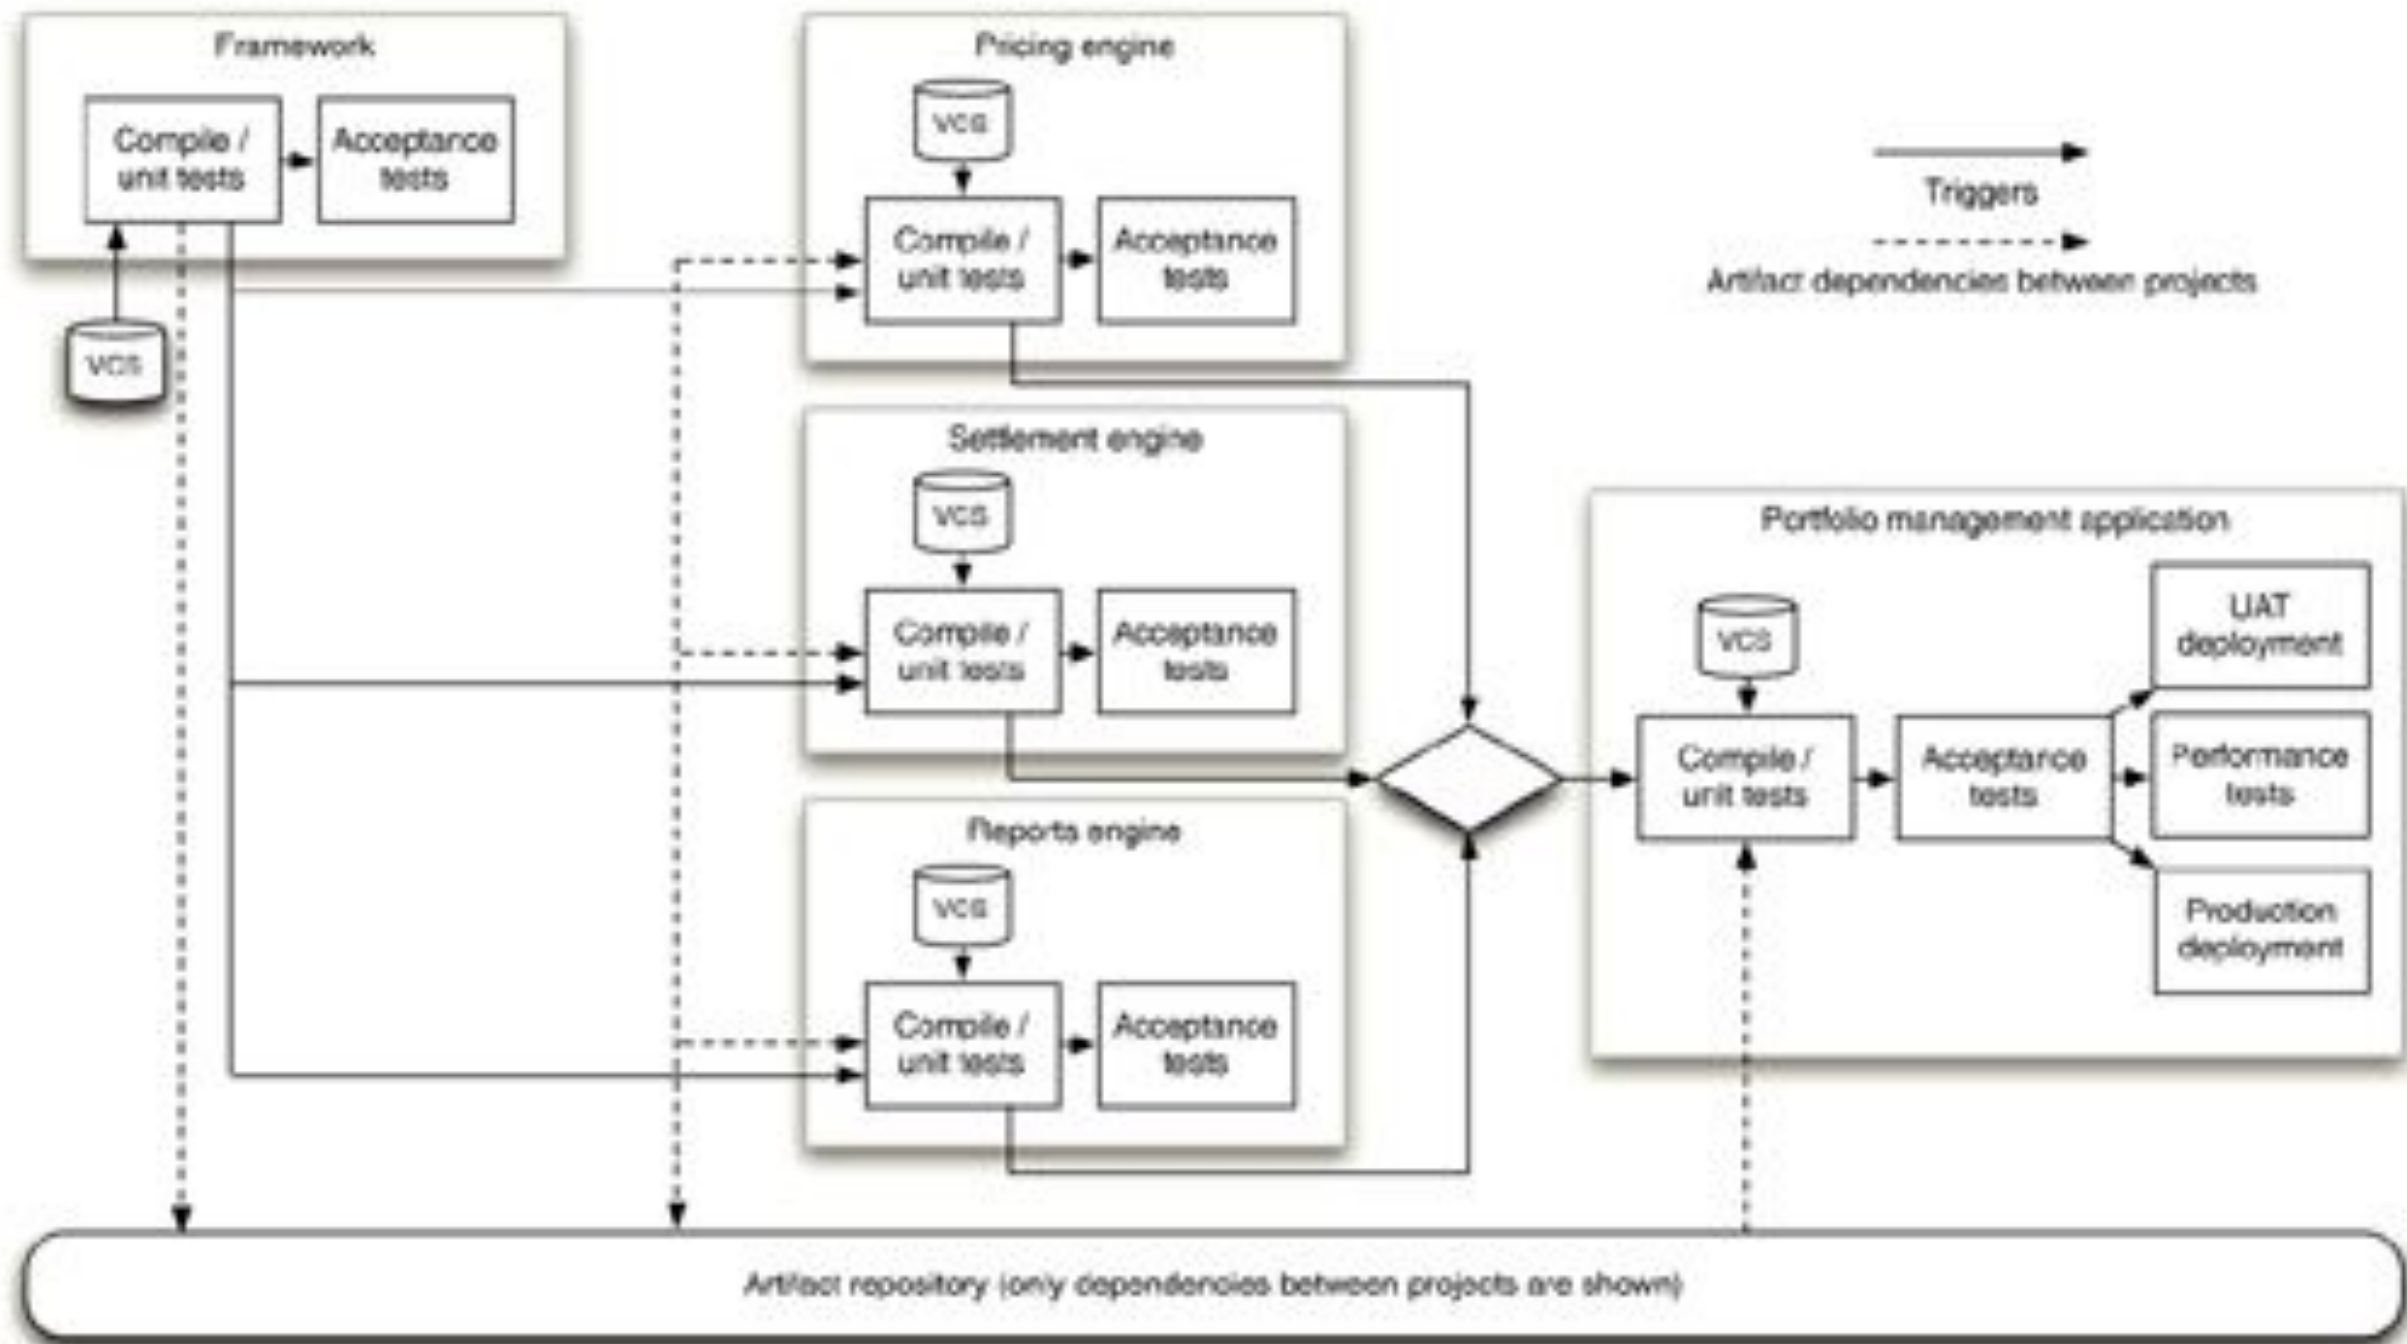 Framework
Compile /
unit tests
Acceptance
tests
VCS
Pricing engine
VCS
Compile /
unit tests
Acceptance
tests
Triggers
Artifact dependencies between projects
Settlement engine
VCS
Compile /
unit tests
Acceptance
tests
Reports engine
VCS
Compile /
unit tests
Acceptance
tests
Portfolio management application
VCS
Compile /
unit tests
Acceptance
tests
UAT
deployment
Performance
tests
Production
deployment
Artifact repository (only dependencies between projects are shown)